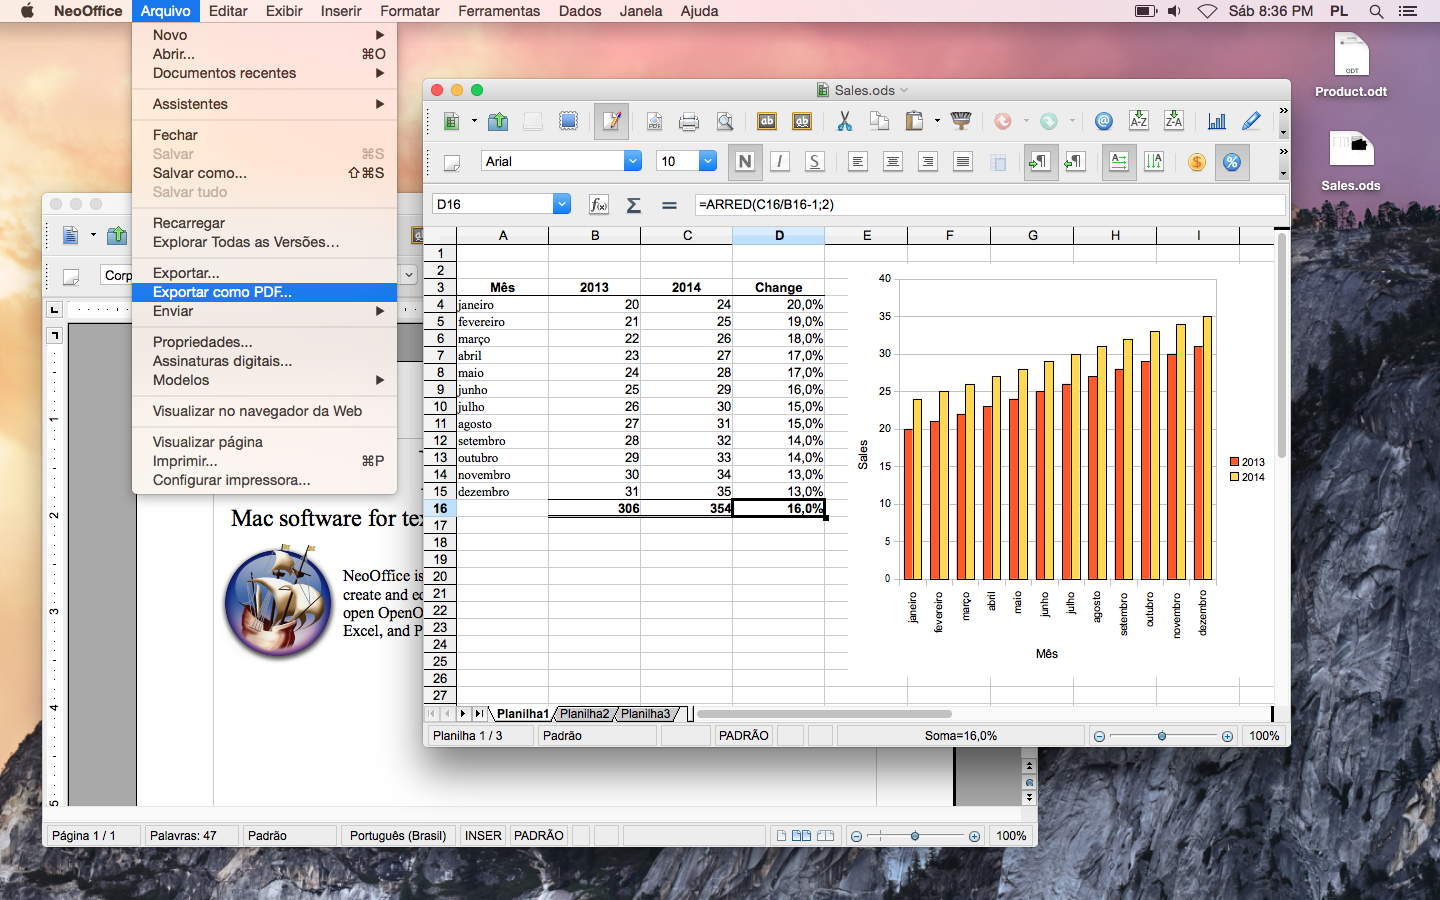 NeoOffice Arquivo Editar Exibir Inserir Formatar Ferramentas Dados Janela Ajuda Sáb 8:36 PM PL
Novo
Abrir... ⌘O
Documentos recentes
Assistentes
Fechar
Salvar ⌘S
Salvar como... ⇧⌘S
Salvar tudo
Recarregar
Explorar Todas as Versões...
Exportar...
Exportar como PDF...
Enviar
Propriedades...
Assinaturas digitais...
Modelos
Visualizar no navegador da Web
Visualizar página
Imprimir... ⌘P
Configurar impressora...
ODT
Product.odt
Sales.ods
Sales.ods
Arial 10 N I S
D16 f(x) Σ = =ARRED(C16/B16-1;2)
A B C D E F G H I
1
2
3 Mês 2013 2014 Change
4 janeiro 20 24 20,0%
5 fevereiro 21 25 19,0%
6 março 22 26 18,0%
7 abril 23 27 17,0%
8 maio 24 28 17,0%
9 junho 25 29 16,0%
10 julho 26 30 15,0%
11 agosto 27 31 15,0%
12 setembro 28 32 14,0%
13 outubro 29 33 14,0%
14 novembro 30 34 13,0%
15 dezembro 31 35 13,0%
16 306 354 16,0%
17
18
19
20
21
22
23
24
25
26
27
40
35
30
25
20
15
10
5
0
Sales
janeiro fevereiro março abril maio junho julho agosto setembro outubro novembro dezembro
Mês
2013
2014
Planilha1 Planilha2 Planilha3
Planilha 1 / 3 Padrão PADRÃO Soma=16,0% 100%
Corp
1
2
3
4
5
Mac software for te
NeoOffice is
create and e
open OpenO
Excel, and P
Página 1 / 1 Palavras: 47 Padrão Português (Brasil) INSER PADRÃO 100%